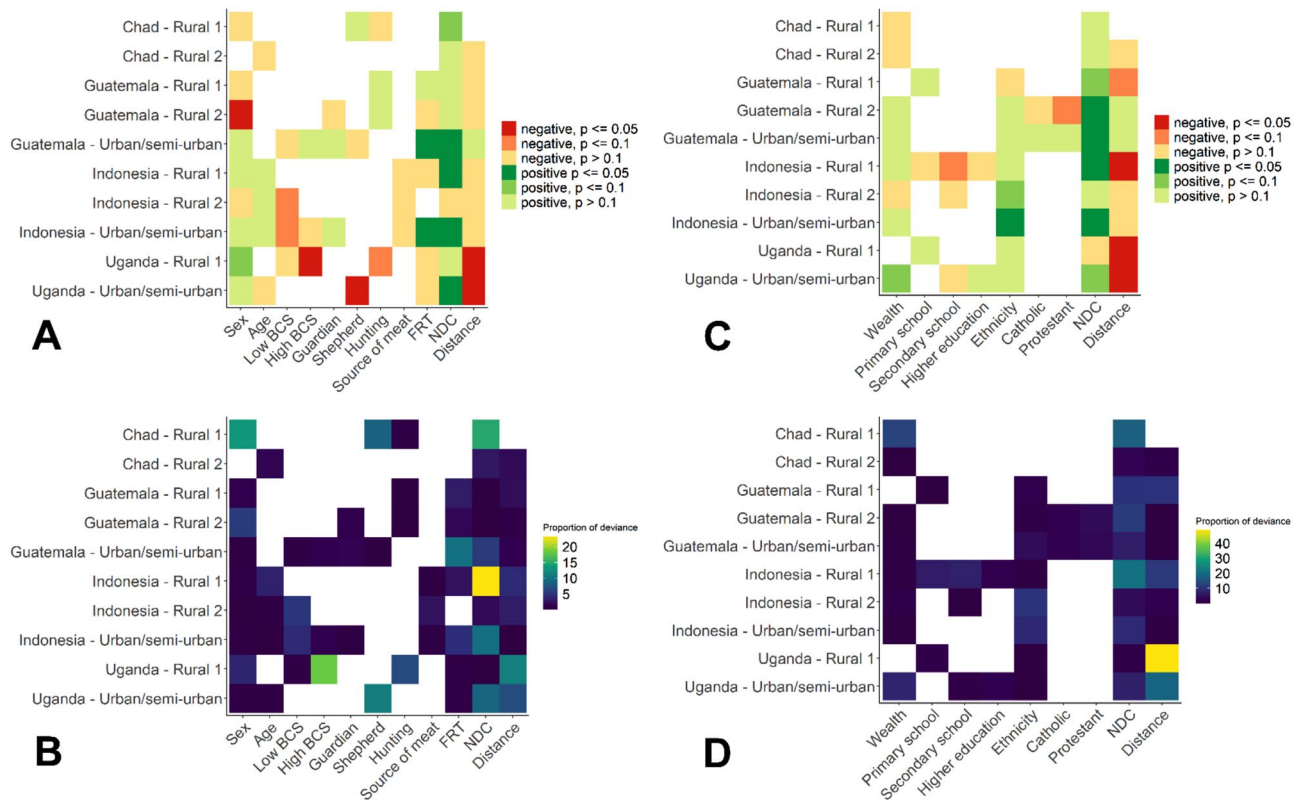 Chad - Rural 1
Chad - Rural 2
Guatemala - Rural 1
Guatemala - Rural 2
Guatemala - Urban/semi-urban
Indonesia - Rural 1
Indonesia - Rural 2
Indonesia - Urban/semi-urban
Uganda - Rural 1
Uganda - Urban/semi-urban
Sex
Age
Low BCS
High BCS
Guardian
Shepherd
Hunting
Source of meat
FRT
NDC
Distance
negative, p <= 0.05
negative, p <= 0.1
negative, p > 0.1
positive p <= 0.05
positive, p <= 0.1
positive, p > 0.1
A
Chad - Rural 1
Chad - Rural 2
Guatemala - Rural 1
Guatemala - Rural 2
Guatemala - Urban/semi-urban
Indonesia - Rural 1
Indonesia - Rural 2
Indonesia - Urban/semi-urban
Uganda - Rural 1
Uganda - Urban/semi-urban
Wealth
Primary school
Secondary school
Higher education
Ethnicity
Catholic
Protestant
NDC
Distance
negative, p <= 0.05
negative, p <= 0.1
negative, p > 0.1
positive p <= 0.05
positive, p <= 0.1
positive, p > 0.1
C
Chad - Rural 1
Chad - Rural 2
Guatemala - Rural 1
Guatemala - Rural 2
Guatemala - Urban/semi-urban
Indonesia - Rural 1
Indonesia - Rural 2
Indonesia - Urban/semi-urban
Uganda - Rural 1
Uganda - Urban/semi-urban
Sex
Age
Low BCS
High BCS
Guardian
Shepherd
Hunting
Source of meat
FRT
NDC
Distance
Proportion of deviance
20
15
10
5
B
Chad - Rural 1
Chad - Rural 2
Guatemala - Rural 1
Guatemala - Rural 2
Guatemala - Urban/semi-urban
Indonesia - Rural 1
Indonesia - Rural 2
Indonesia - Urban/semi-urban
Uganda - Rural 1
Uganda - Urban/semi-urban
Wealth
Primary school
Secondary school
Higher education
Ethnicity
Catholic
Protestant
NDC
Distance
Proportion of deviance
40
30
20
10
D